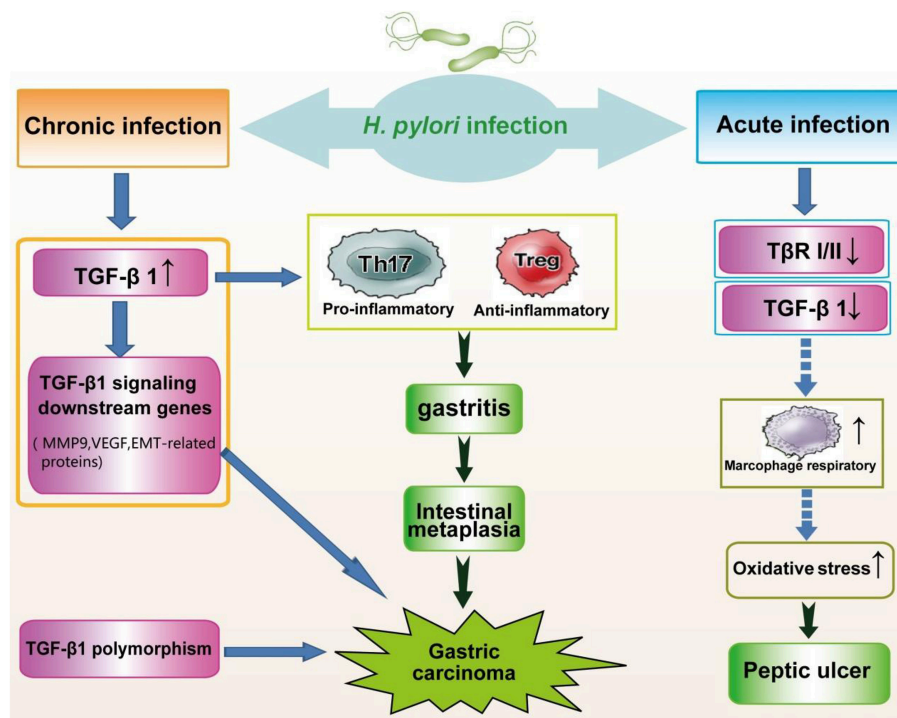 H. pylori infection
Chronic infection
Acute infection
TGF-β 1↑
Th17
Treg
Pro-inflammatory
Anti-inflammatory
TβR I/II↓
TGF-β 1↓
TGF-β1 signaling
downstream genes
( MMP9,VEGF,EMT-related
proteins)
gastritis
↑
Marcophage respiratory
Intestinal
metaplasia
Oxidative stress↑
TGF-β1 polymorphism
Gastric
carcinoma
Peptic ulcer